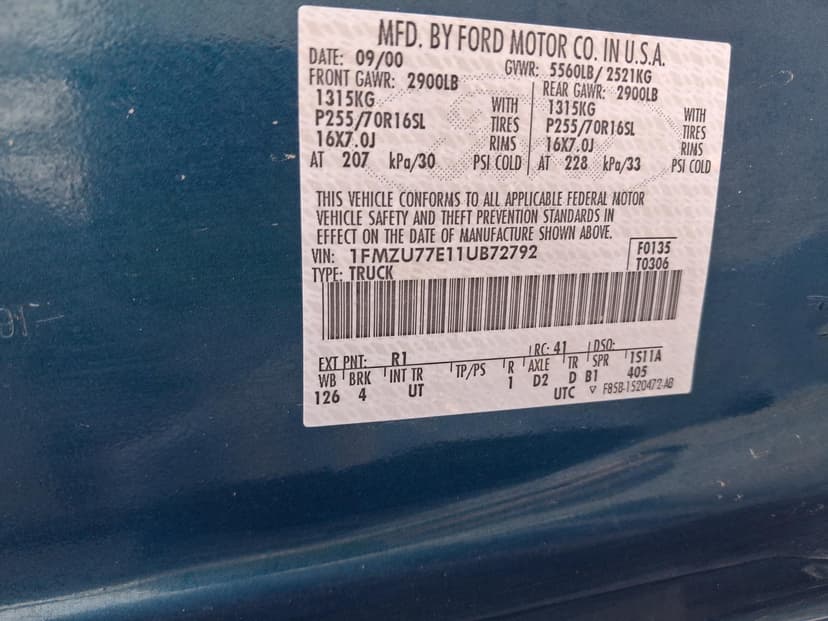 MFD. BY FORD MOTOR CO. IN U.S.A.
DATE: 09/00 GVWR: 5560LB/ 2521KG
FRONT GAWR: 2900LB REAR GAWR: 2900LB
1315KG WITH 1315KG WITH
P255/70R16SL TIRES P255/70R16SL TIRES
16X7.0J RIMS 16X7.0J RIMS
AT 207 kPa/30 PSI COLD AT 228 kPa/33 PSI COLD
THIS VEHICLE CONFORMS TO ALL APPLICABLE FEDERAL MOTOR
VEHICLE SAFETY AND THEFT PREVENTION STANDARDS IN
EFFECT ON THE DATE OF MANUFACTURE SHOWN ABOVE.
VIN: 1FMZU77E11UB72792 F0135
TYPE: TRUCK T0306
EXT PNT: R1 RC: 41 DSO:
WB BRK INT TR TP/PS R AXLE TR SPR 1S11A
126 4 UT 1 D2 D B1 405
UTC ▽ F85B-1520472-AB